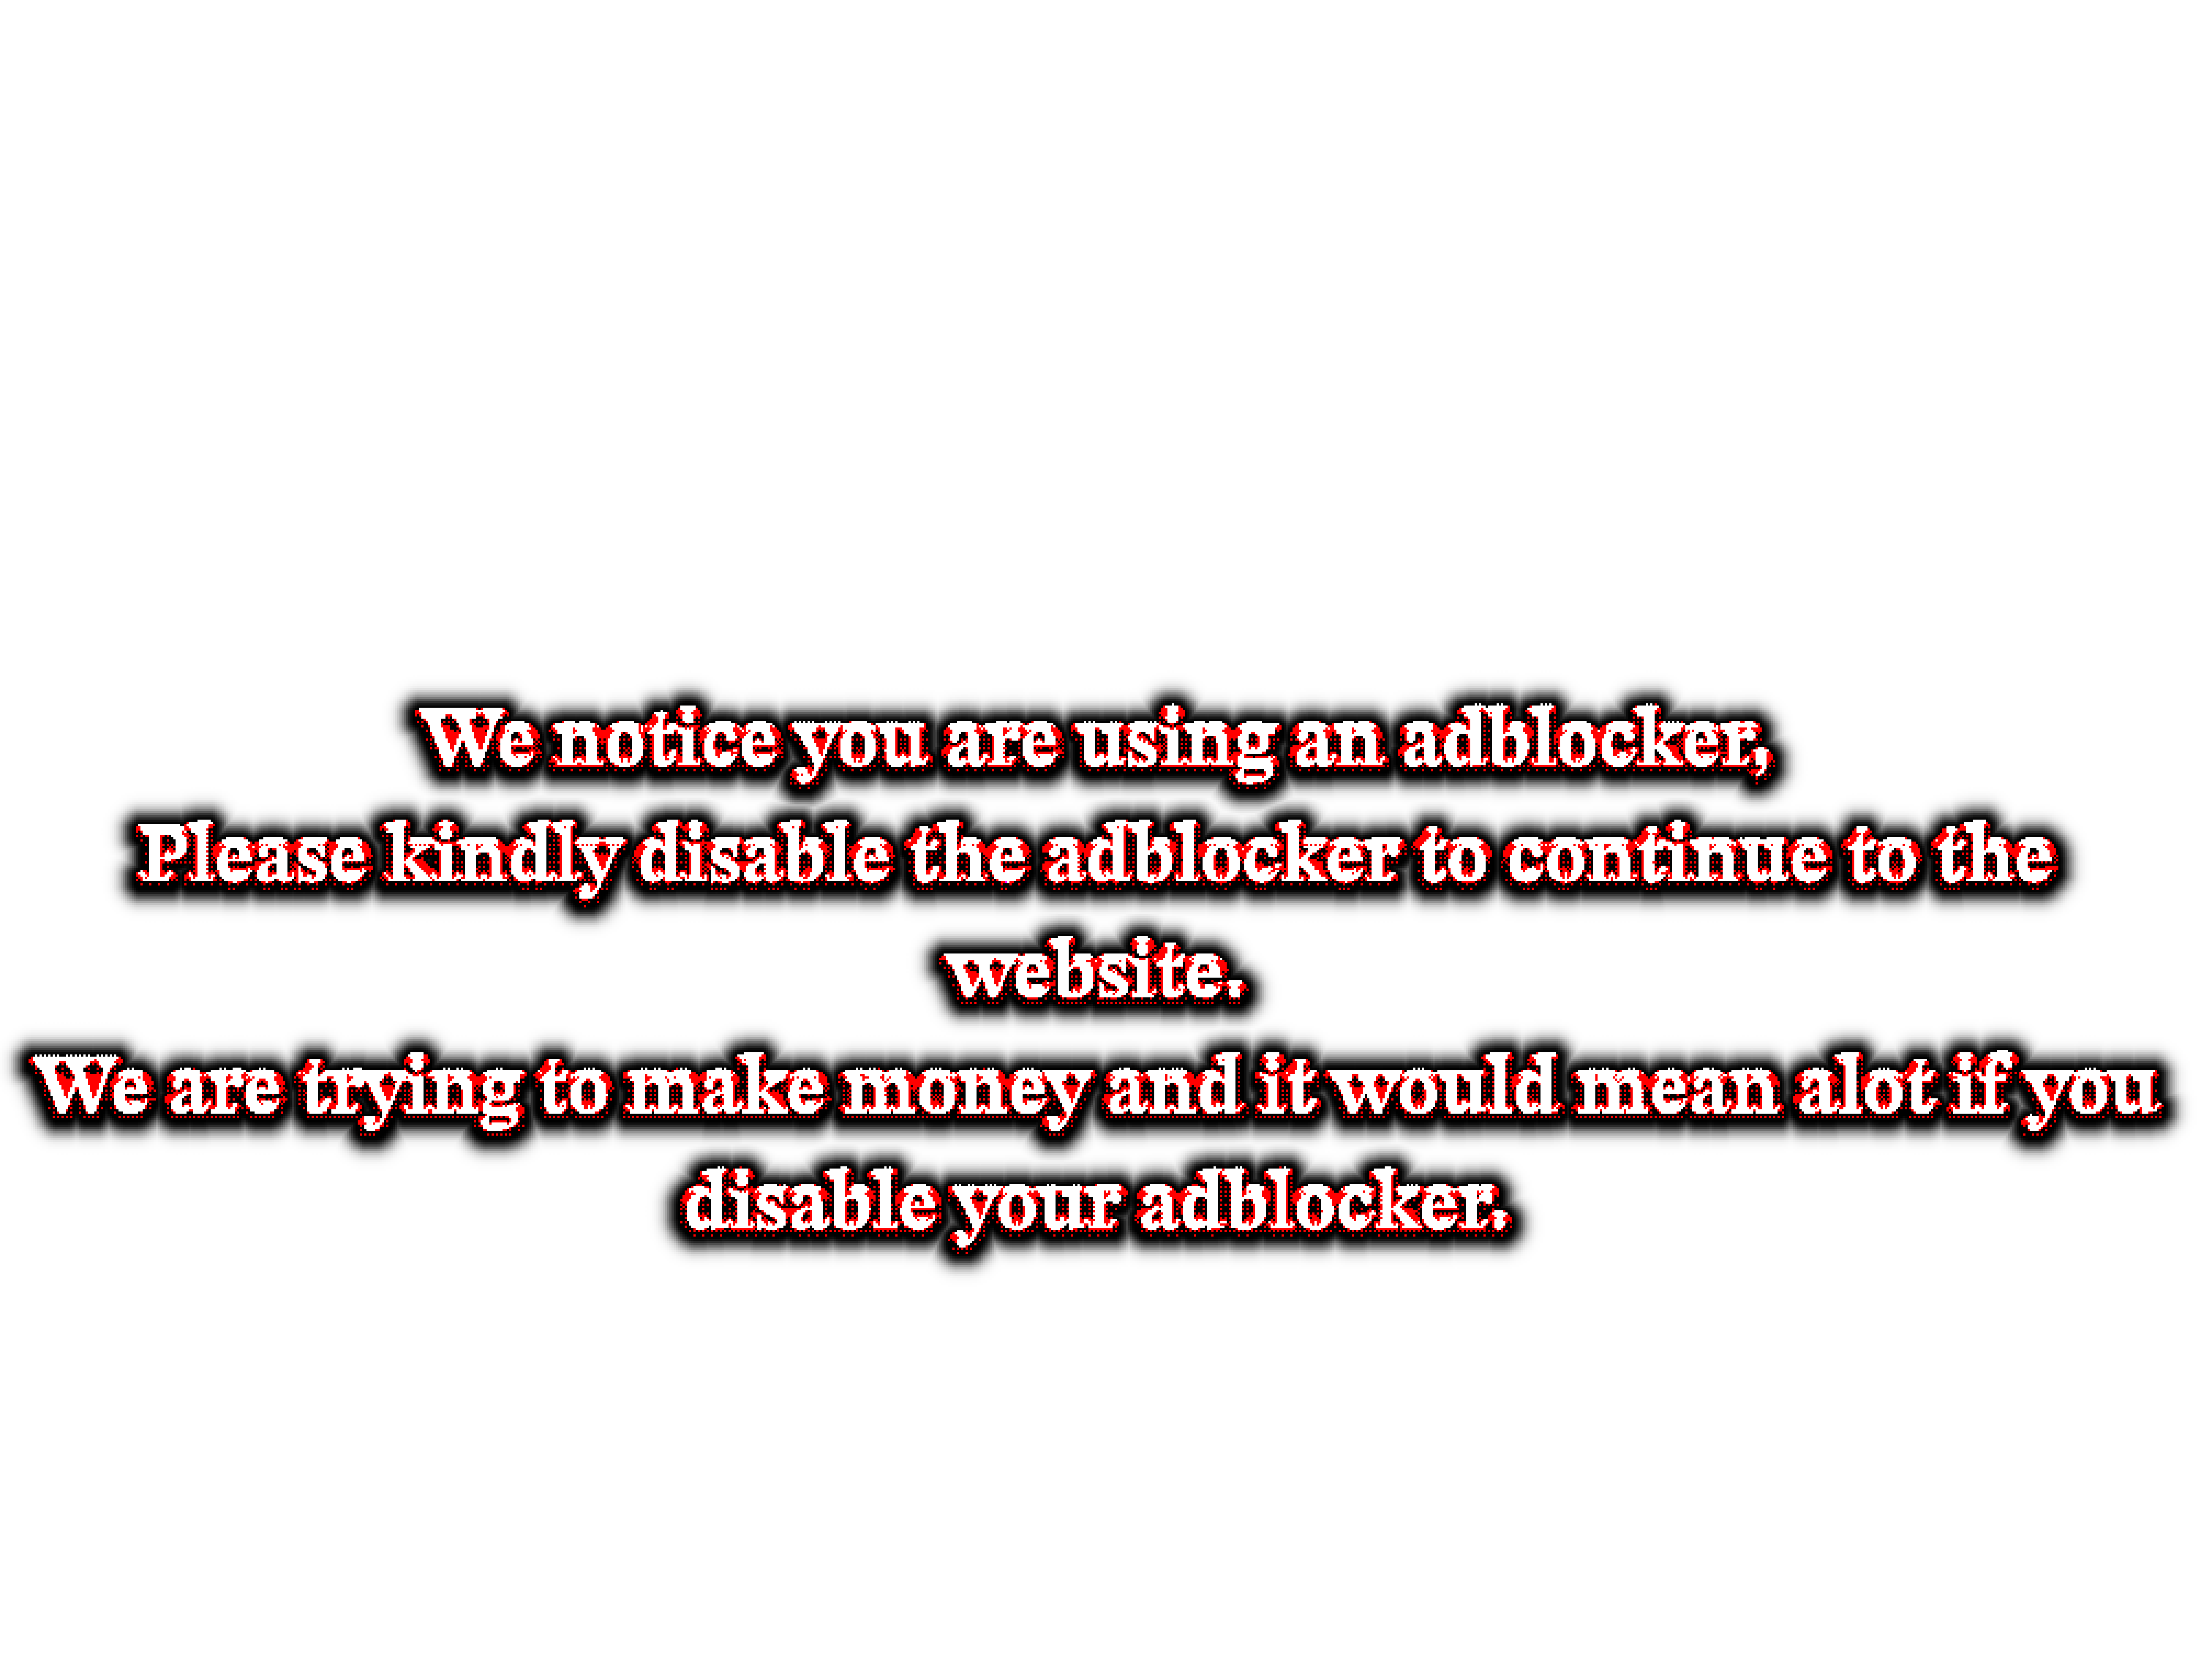 We notice you are using an adblocker,
Please kindly disable the adblocker to continue to the
website.
We are trying to make money and it would mean alot if you
disable your adblocker.